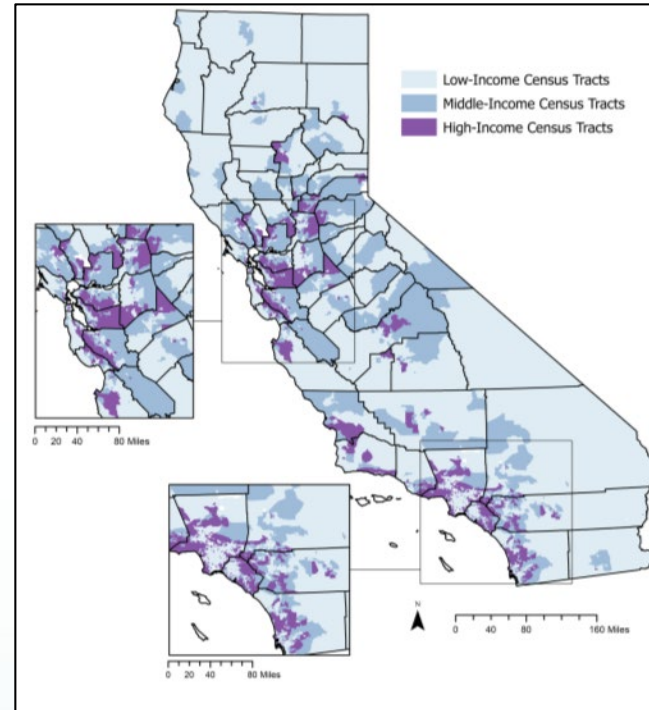 Low-Income Census Tracts
Middle-Income Census Tracts
High-Income Census Tracts
0 20 40 80 Miles
N
0 40 80 160 Miles
0 20 40 80 Miles